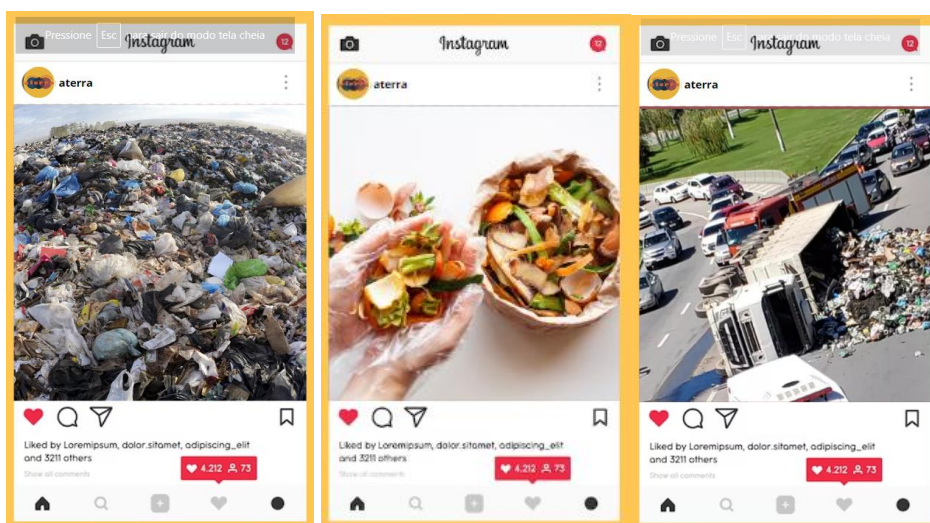 Pressione Esc para sair do modo tela cheia
Instagram
12
aterra
Liked by Loremipsum, dolor.sitamet, adipiscing_elit
and 3211 others
Show all comments
4.212 73
Instagram
12
aterra
Liked by Loremipsum, dolor.sitamet, adipiscing_elit
and 3211 others
Show all comments
4.212 73
Pressione Esc para sair do modo tela cheia
Instagram
12
aterra
Liked by Loremipsum, dolor.sitamet, adipiscing_elit
and 3211 others
Show all comments
4.212 73